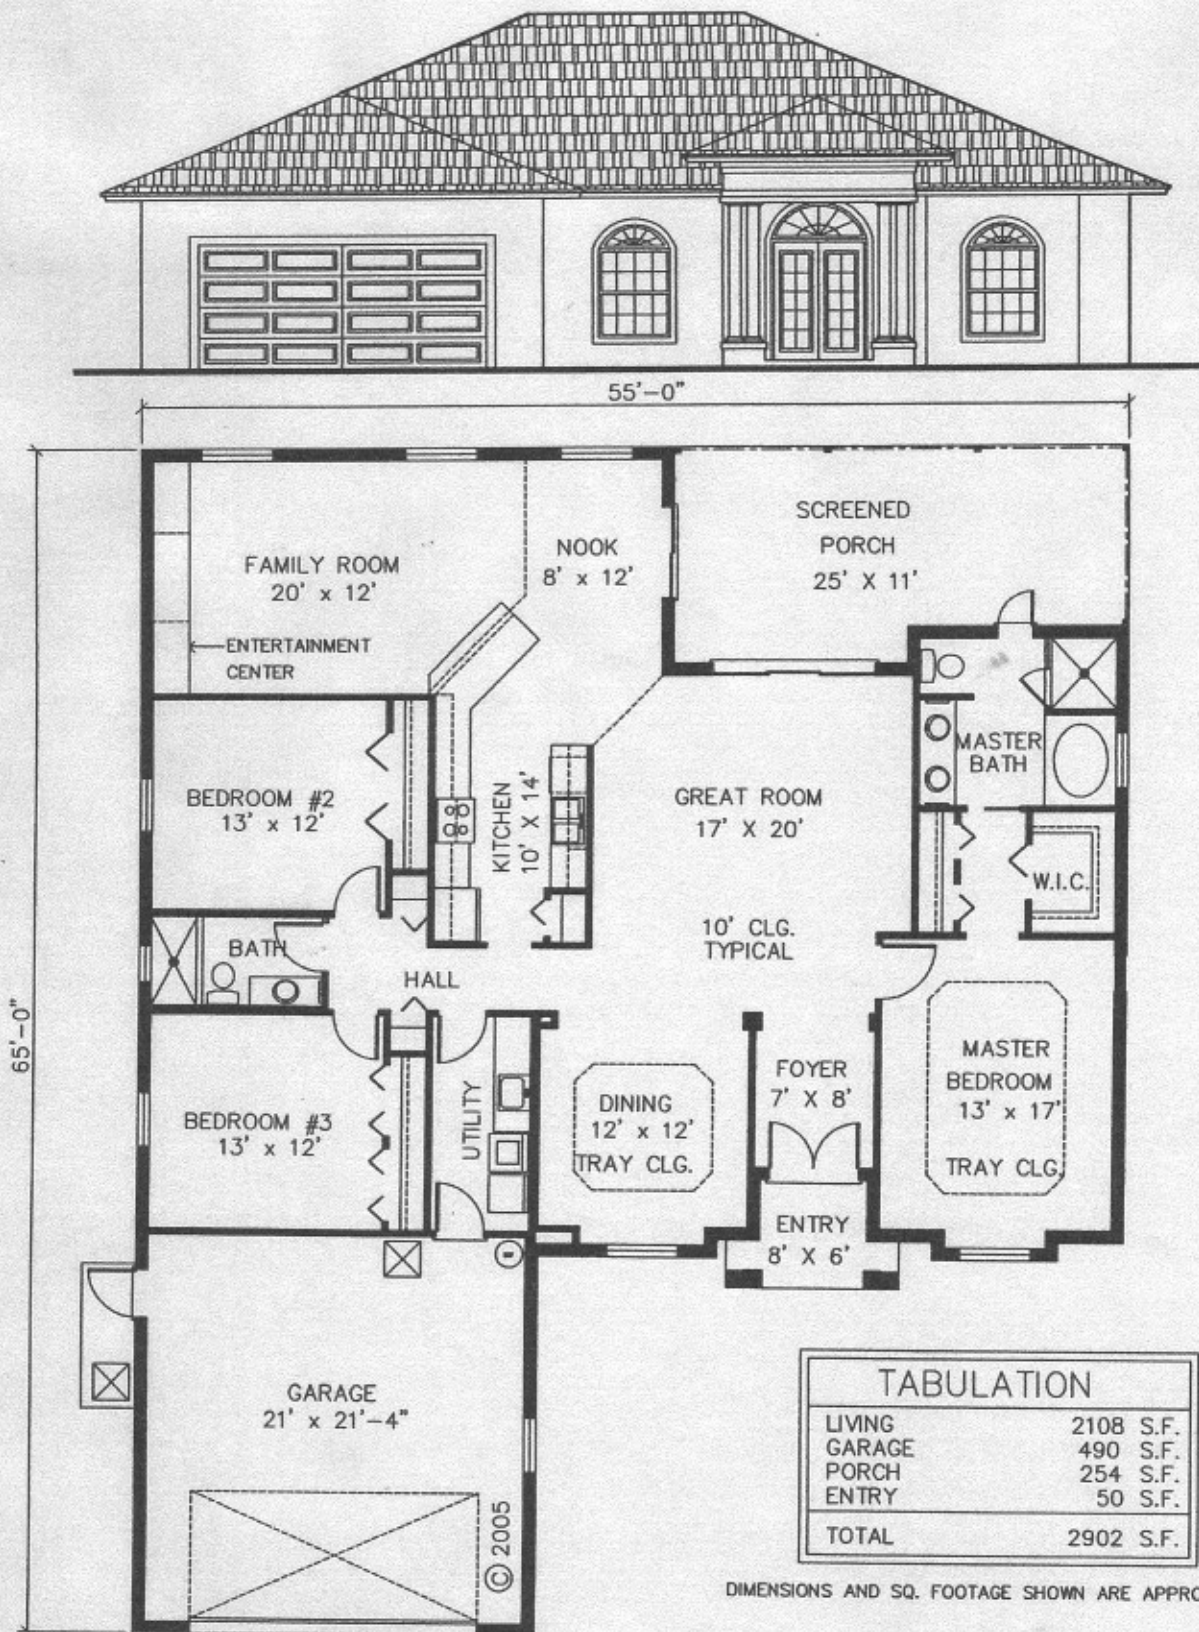 55'-0"
65'-0"
FAMILY ROOM
20' x 12'
ENTERTAINMENT
CENTER
NOOK
8' x 12'
SCREENED
PORCH
25' X 11'
BEDROOM #2
13' x 12'
KITCHEN
10' X 14'
GREAT ROOM
17' X 20'
10' CLG.
TYPICAL
MASTER
BATH
W.I.C.
BATH
HALL
BEDROOM #3
13' x 12'
UTILITY
DINING
12' x 12'
TRAY CLG.
FOYER
7' X 8'
MASTER
BEDROOM
13' x 17'
TRAY CLG.
ENTRY
8' X 6'
GARAGE
21' x 21'-4"
© 2005
TABULATION
LIVING 2108 S.F.
GARAGE 490 S.F.
PORCH 254 S.F.
ENTRY 50 S.F.
TOTAL 2902 S.F.
DIMENSIONS AND SQ. FOOTAGE SHOWN ARE APPRO